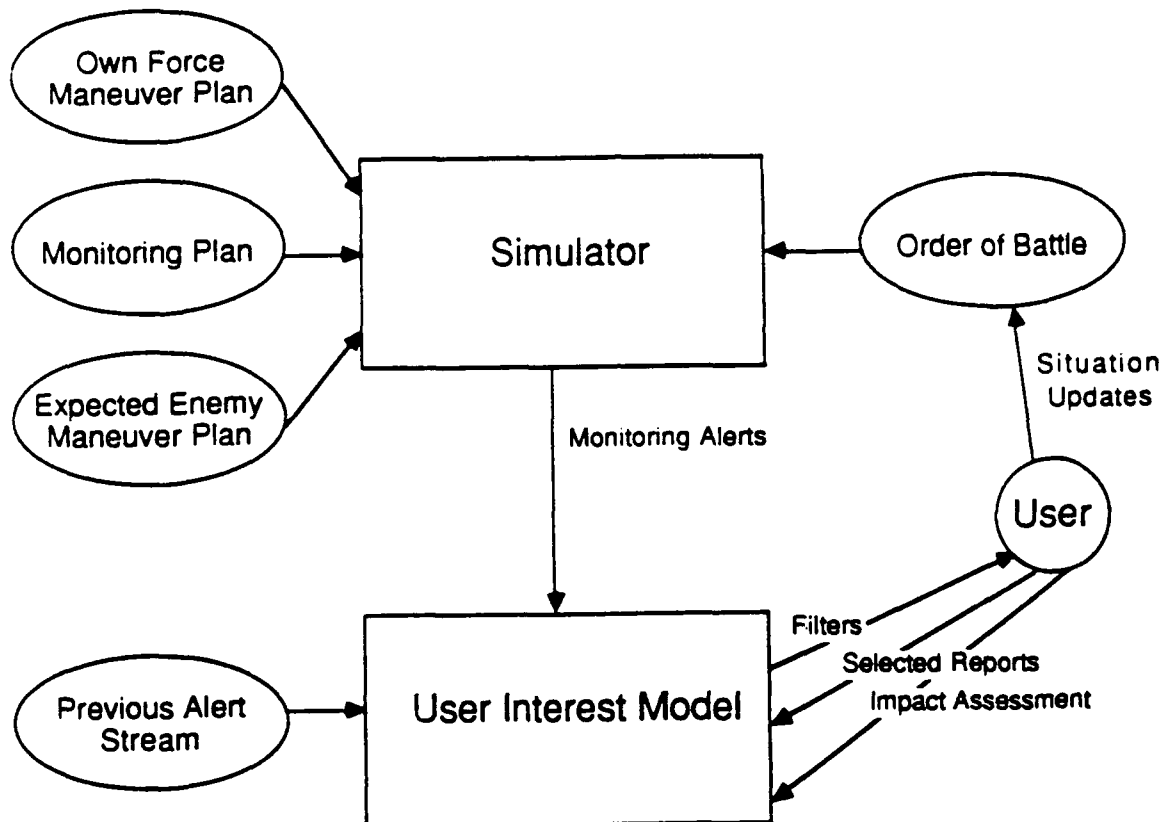 Own Force
Maneuver Plan
Monitoring Plan
Simulator
Order of Battle
Expected Enemy
Maneuver Plan
Situation
Updates
Monitoring Alerts
User
Filters
Selected Reports
Impact Assessment
Previous Alert
Stream
User Interest Model